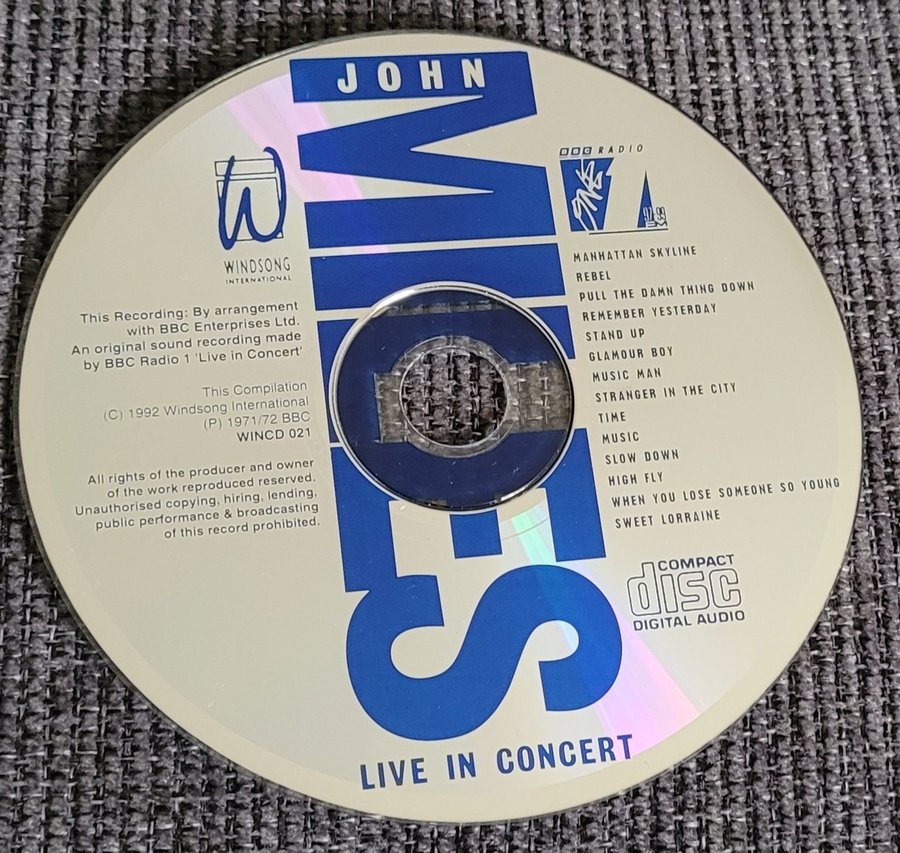 JOHN
MILES
W
WINDSONG
INTERNATIONAL
This Recording: By arrangement
with BBC Enterprises Ltd.
An original sound recording made
by BBC Radio 1 'Live in Concert'
This Compilation
(C) 1992 Windsong International
(P) 1971/72 BBC
WINCD 021
All rights of the producer and owner
of the work reproduced reserved.
Unauthorised copying, hiring, lending,
public performance & broadcasting
of this record prohibited.
BBC RADIO
1
97-99
FM
MANHATTAN SKYLINE
REBEL
PULL THE DAMN THING DOWN
REMEMBER YESTERDAY
STAND UP
GLAMOUR BOY
MUSIC MAN
STRANGER IN THE CITY
TIME
MUSIC
SLOW DOWN
HIGH FLY
WHEN YOU LOSE SOMEONE SO YOUNG
SWEET LORRAINE
COMPACT
disc
DIGITAL AUDIO
LIVE IN CONCERT